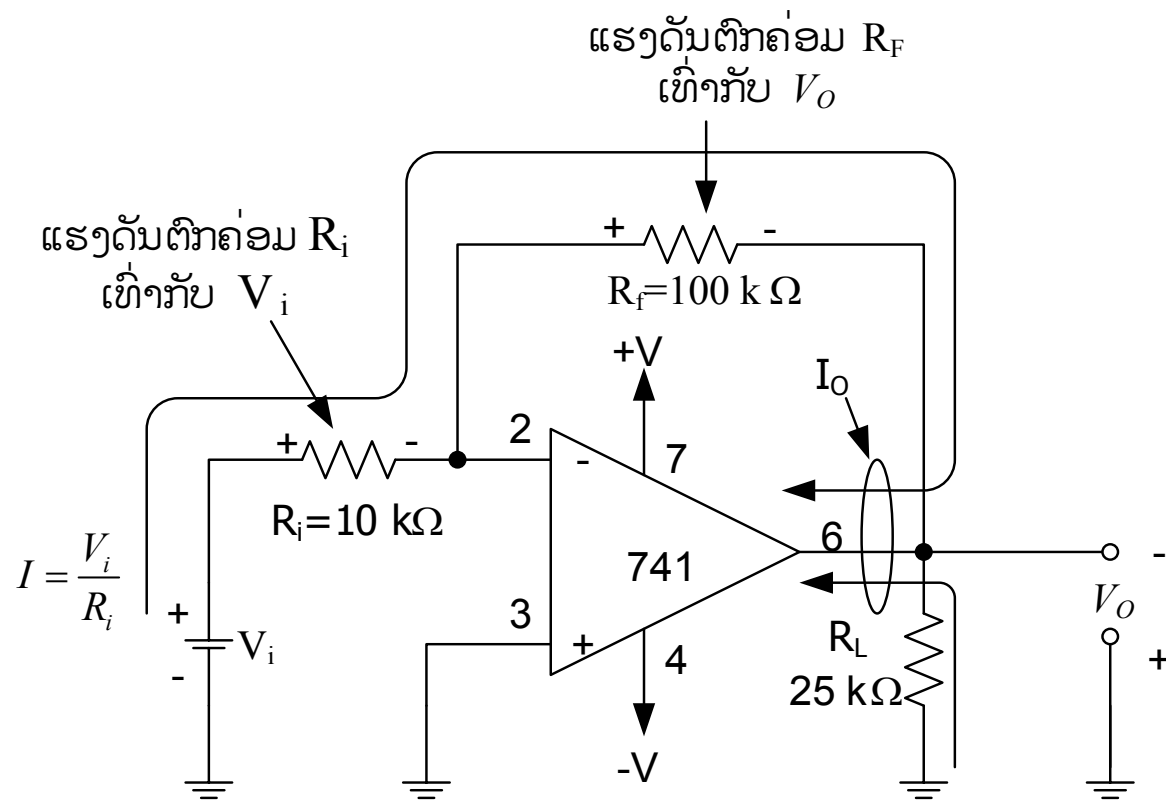 ແຮງດັນຕົກຄ່ອມ R_F
ເທົ່າກັບ V_O
ແຮງດັນຕົກຄ່ອມ R_i
ເທົ່າກັບ V_i
+ -
R_f=100 k Ω
+V
I_O
+ -
2
-
7
R_i=10 kΩ
6
-
741
I = V_i / R_i
V_O
+
3
R_L
V_i
+
4
+
-
25 kΩ
-V